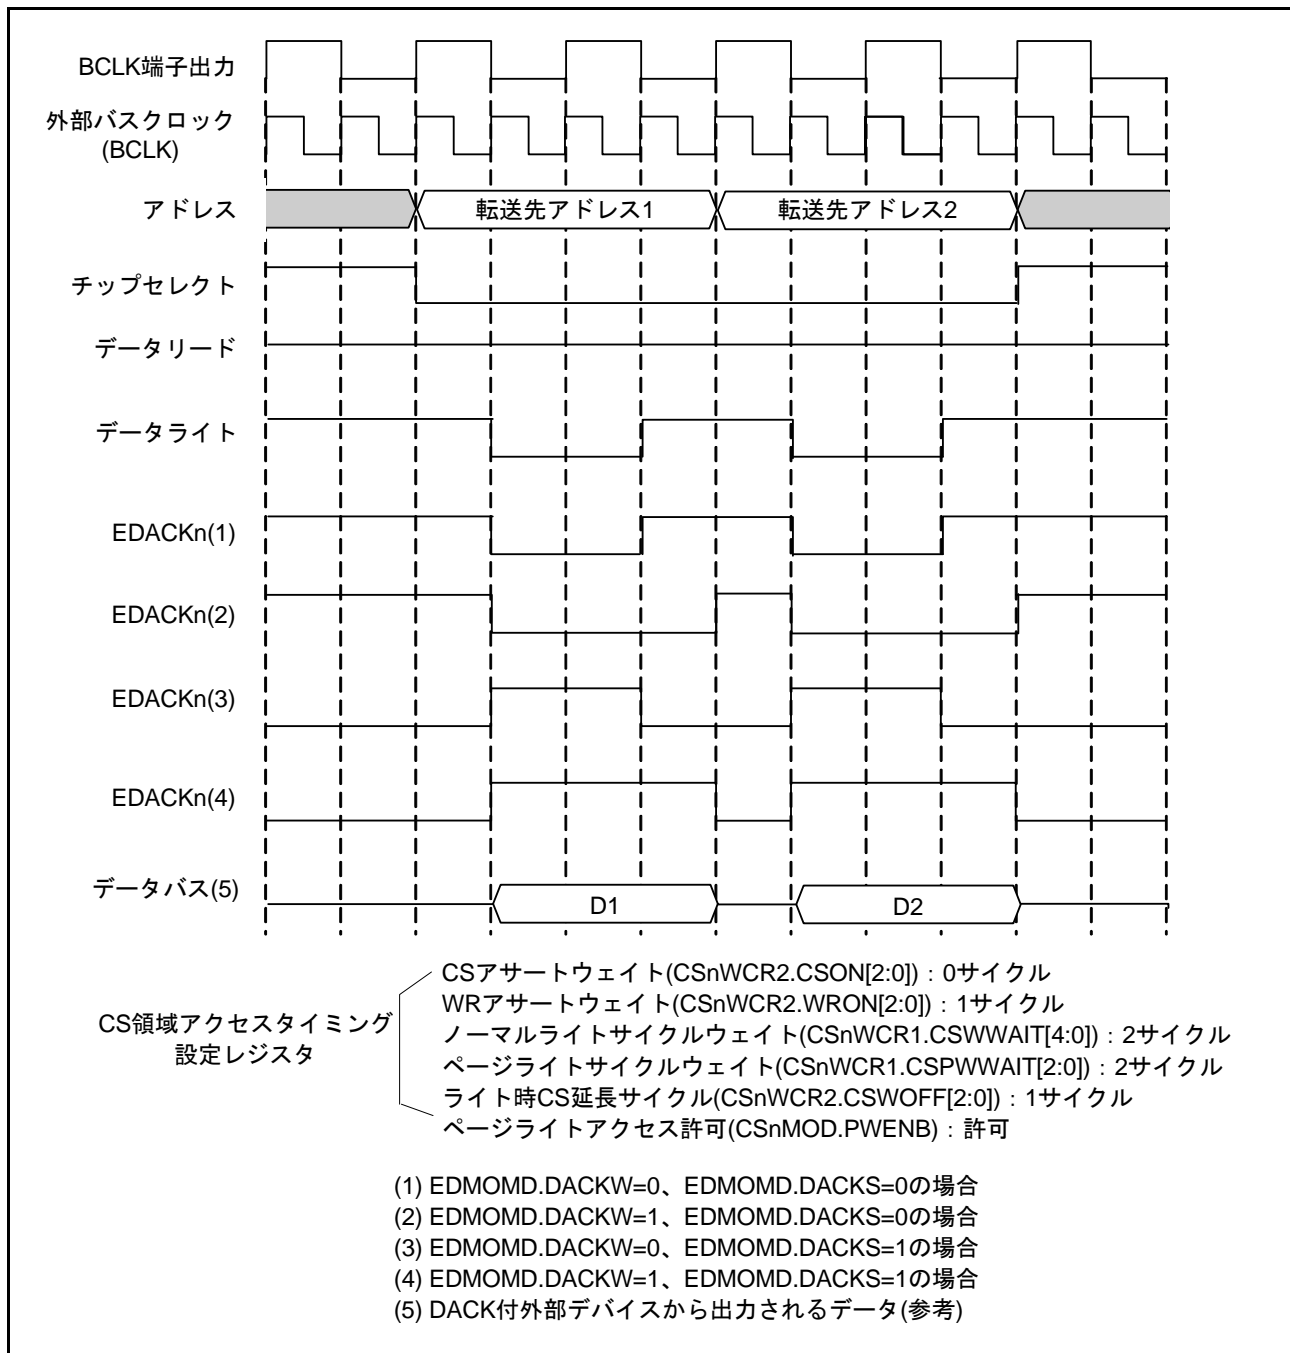 BCLK端子出力
外部バスクロック
(BCLK)
アドレス
転送先アドレス1
転送先アドレス2
チップセレクト
データリード
データライト
EDACKn(1)
EDACKn(2)
EDACKn(3)
EDACKn(4)
データバス(5)
D1
D2
CS領域アクセスタイミング
設定レジスタ
CSアサートウェイト(CSnWCR2.CSON[2:0])：0サイクル
WRアサートウェイト(CSnWCR2.WRON[2:0])：1サイクル
ノーマルライトサイクルウェイト(CSnWCR1.CSWWAIT[4:0])：2サイクル
ページライトサイクルウェイト(CSnWCR1.CSPWWAIT[2:0])：2サイクル
ライト時CS延長サイクル(CSnWCR2.CSWOFF[2:0])：1サイクル
ページライトアクセス許可(CSnMOD.PWENB)：許可
(1) EDMOMD.DACKW=0、EDMOMD.DACKS=0の場合
(2) EDMOMD.DACKW=1、EDMOMD.DACKS=0の場合
(3) EDMOMD.DACKW=0、EDMOMD.DACKS=1の場合
(4) EDMOMD.DACKW=1、EDMOMD.DACKS=1の場合
(5) DACK付外部デバイスから出力されるデータ(参考)